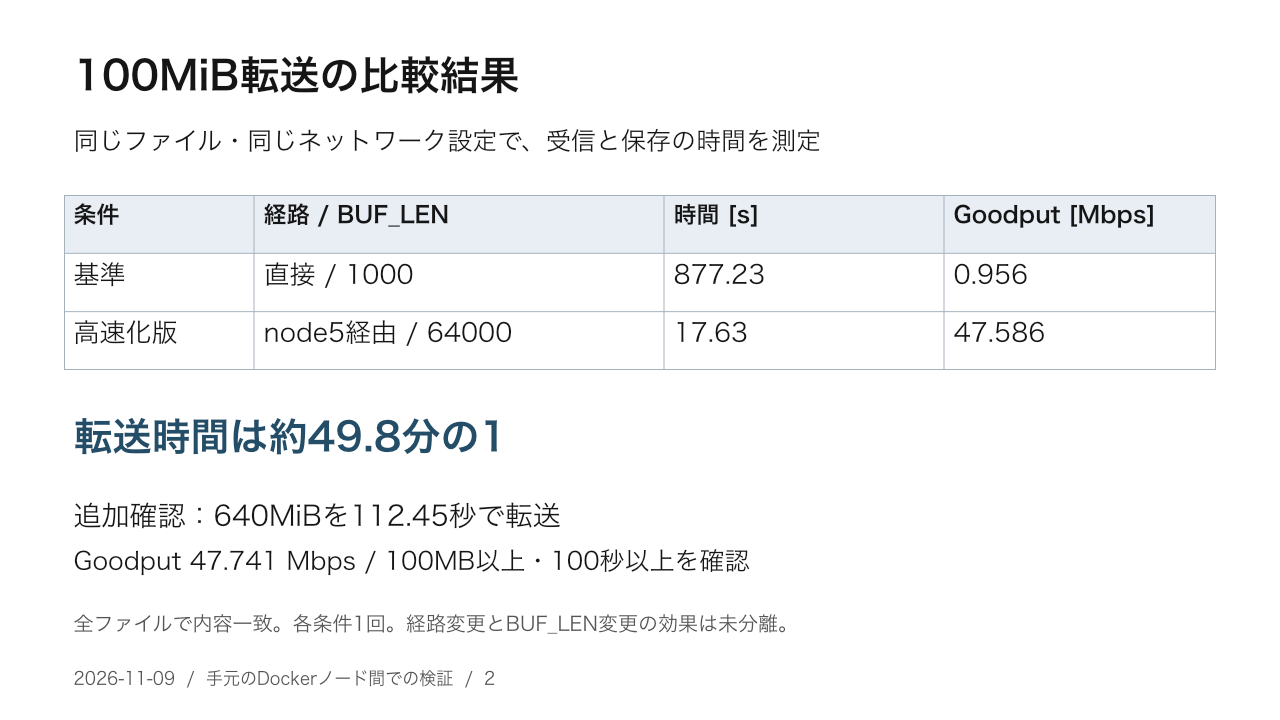 100MiB転送の比較結果
同じファイル・同じネットワーク設定で、受信と保存の時間を測定
条件 経路 / BUF_LEN 時間 [s] Goodput [Mbps]
基準 直接 / 1000 877.23 0.956
高速化版 node5経由 / 64000 17.63 47.586
転送時間は約49.8分の1
追加確認：640MiBを112.45秒で転送
Goodput 47.741 Mbps / 100MB以上・100秒以上を確認
全ファイルで内容一致。各条件1回。経路変更とBUF_LEN変更の効果は未分離。
2026-11-09 / 手元のDockerノード間での検証 / 2